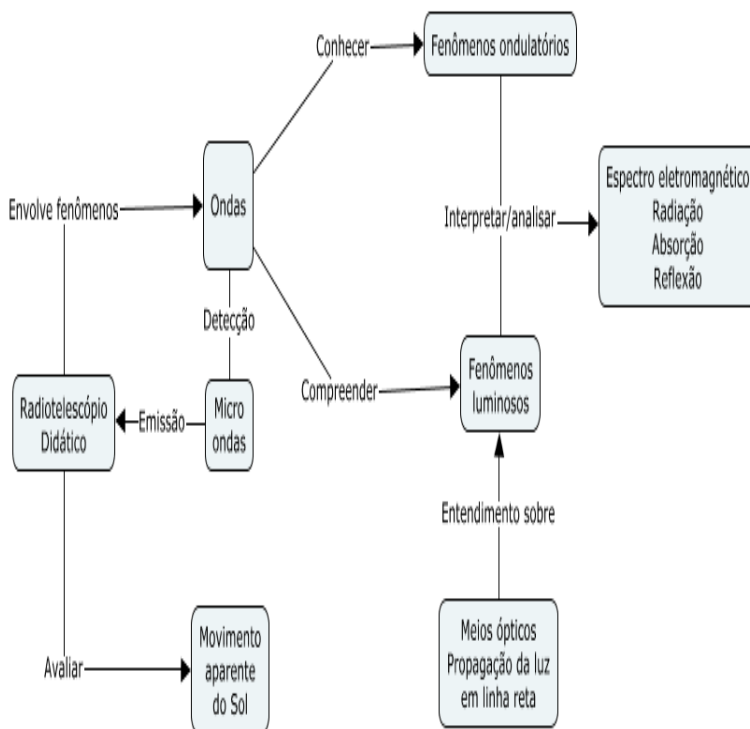 Conhecer
Fenômenos ondulatórios
Ondas
Envolve fenômenos
Espectro eletromagnético
Radiação
Absorção
Reflexão
Interpretar/analisar
Detecção
Fenômenos
luminosos
Compreender
Radiotelescópio
Didático
Emissão
Micro
ondas
Entendimento sobre
Meios ópticos
Propagação da luz
em linha reta
Avaliar
Movimento
aparente
do Sol